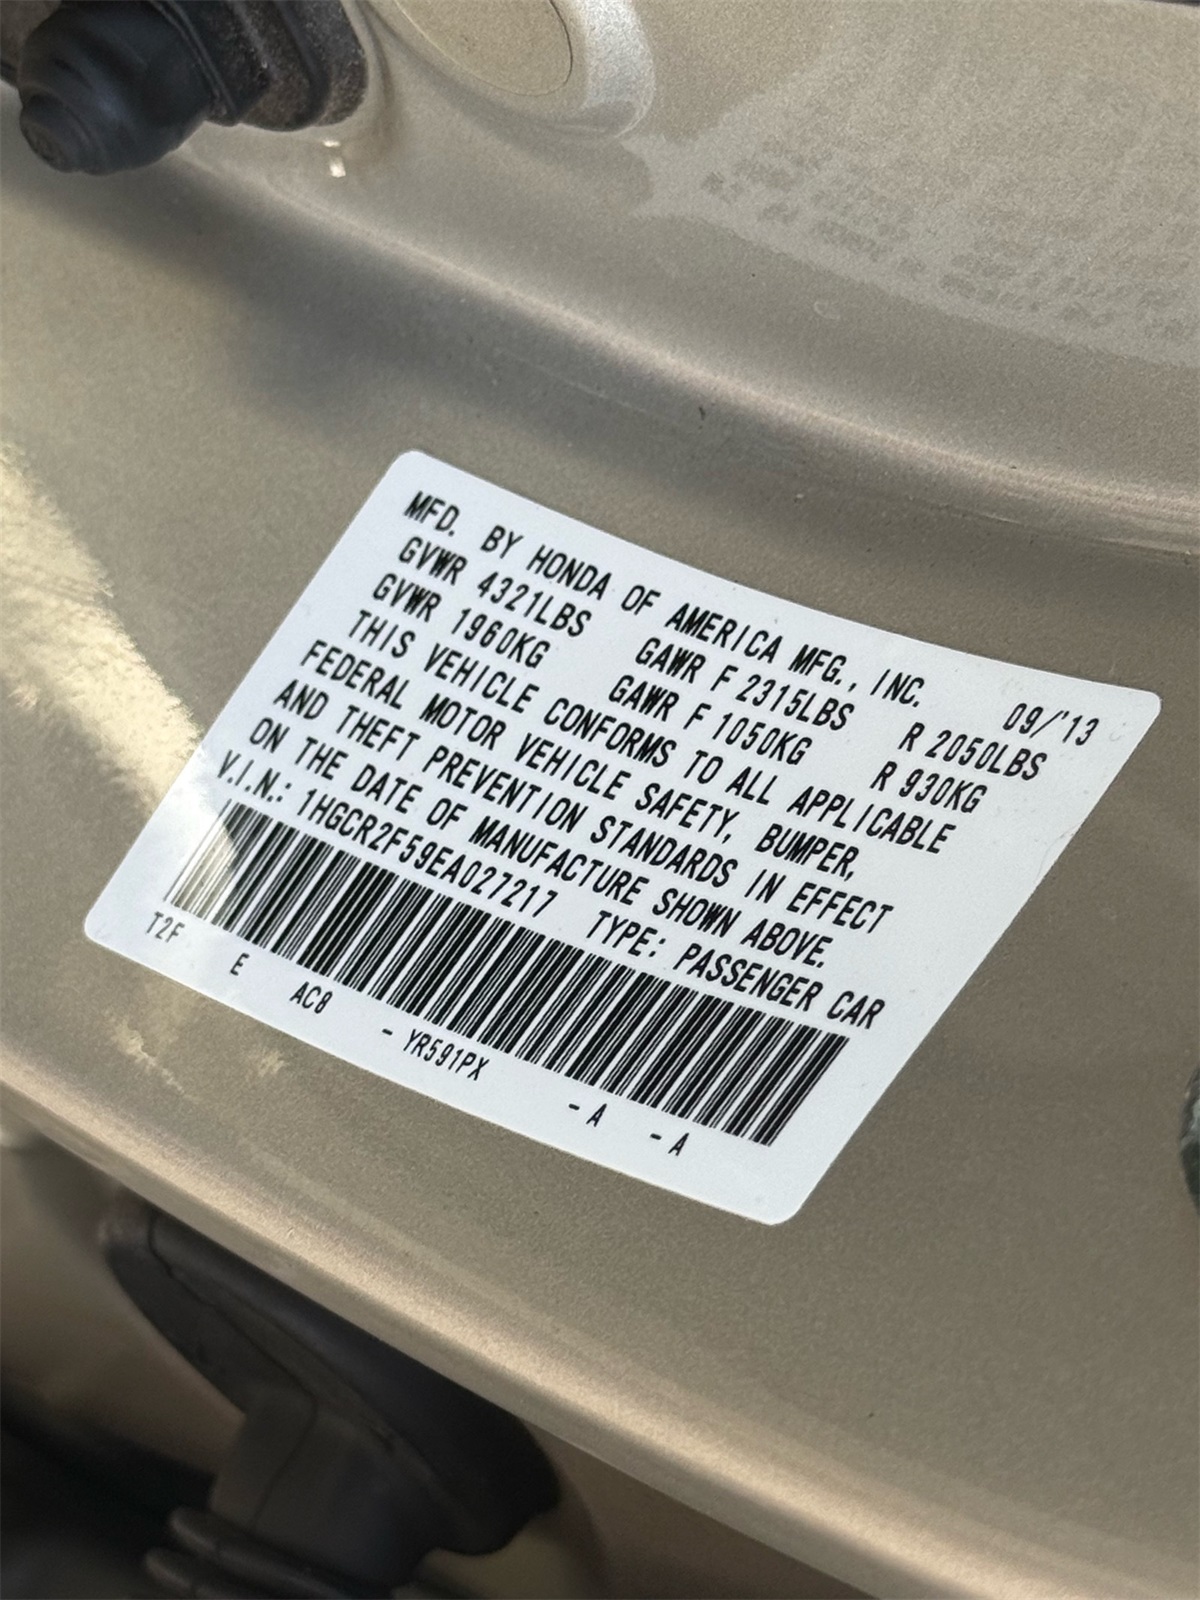 MFD. BY HONDA OF AMERICA MFG., INC. 09/'13
GVWR 4321LBS GAWR F 2315LBS R 2050LBS
GVWR 1960KG GAWR F 1050KG R 930KG
THIS VEHICLE CONFORMS TO ALL APPLICABLE
FEDERAL MOTOR VEHICLE SAFETY, BUMPER,
AND THEFT PREVENTION STANDARDS IN EFFECT
ON THE DATE OF MANUFACTURE SHOWN ABOVE.
V.I.N.: 1HGCR2F59EA027217 TYPE: PASSENGER CAR
T2F E AC8 - YR591PX - A - A